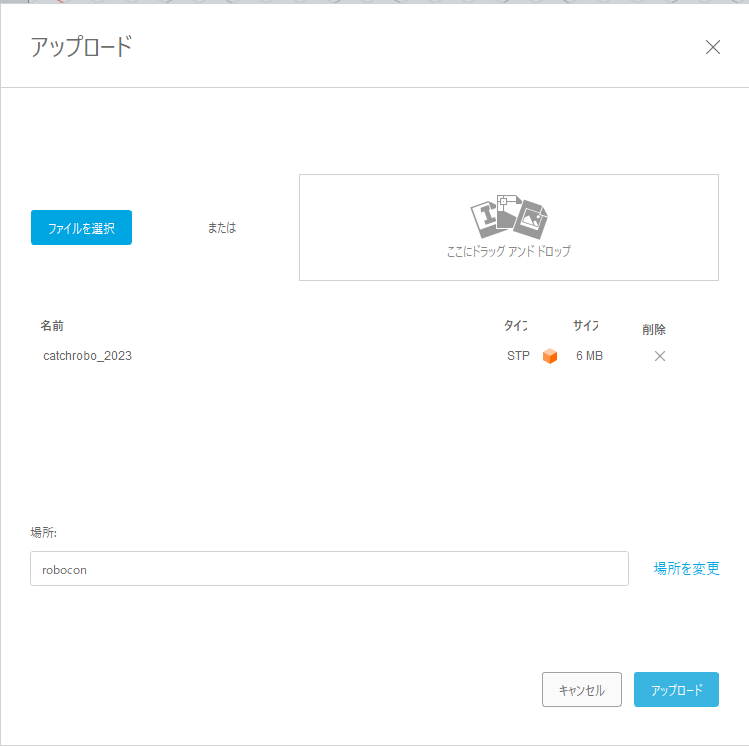 アップロード
ファイルを選択
または
ここにドラッグ アンド ドロップ
名前 タイプ サイズ 削除
catchrobo_2023 STP 6 MB
場所:
robocon
場所を変更
キャンセル
アップロード